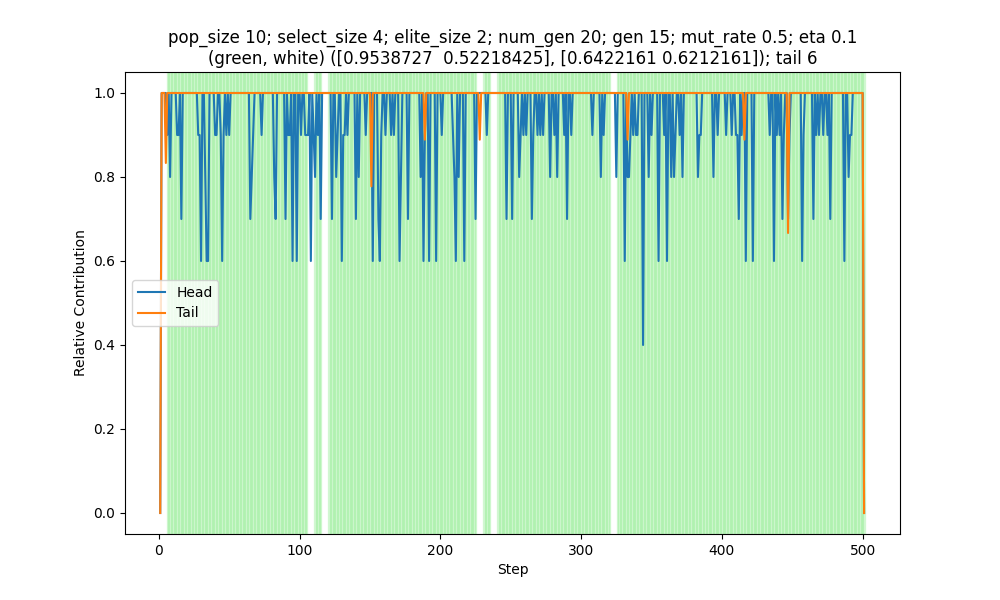 pop_size 10; select_size 4; elite_size 2; num_gen 20; gen 15; mut_rate 0.5; eta 0.1
(green, white) ([0.9538727  0.52218425], [0.6422161 0.6212161]); tail 6
1.0
0.8
0.6
0.4
0.2
0.0
Relative Contribution
Head
Tail
0
100
200
300
400
500
Step